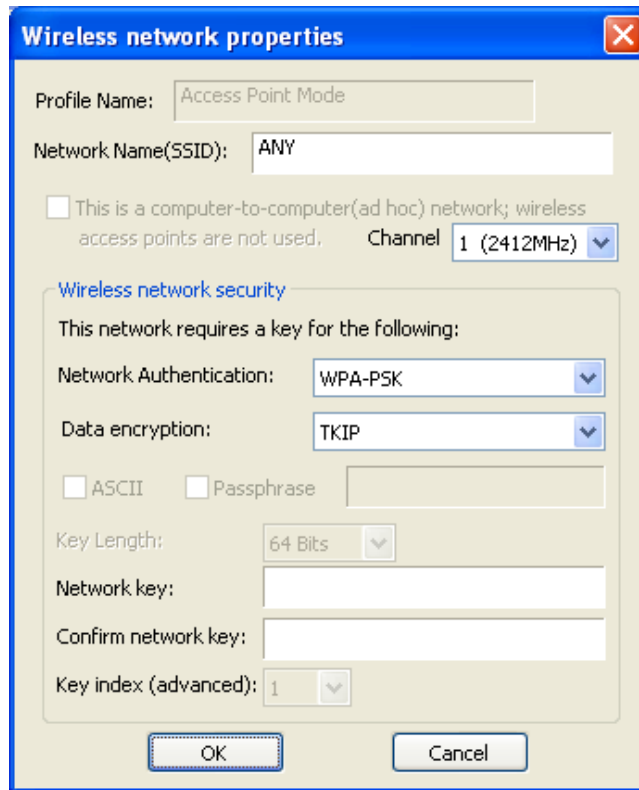 Wireless network properties
Profile Name: Access Point Mode
Network Name(SSID): ANY
This is a computer-to-computer(ad hoc) network; wireless
access points are not used. Channel 1 (2412MHz)
Wireless network security
This network requires a key for the following:
Network Authentication: WPA-PSK
Data encryption: TKIP
ASCII Passphrase
Key Length: 64 Bits
Network key:
Confirm network key:
Key index (advanced): 1
OK Cancel